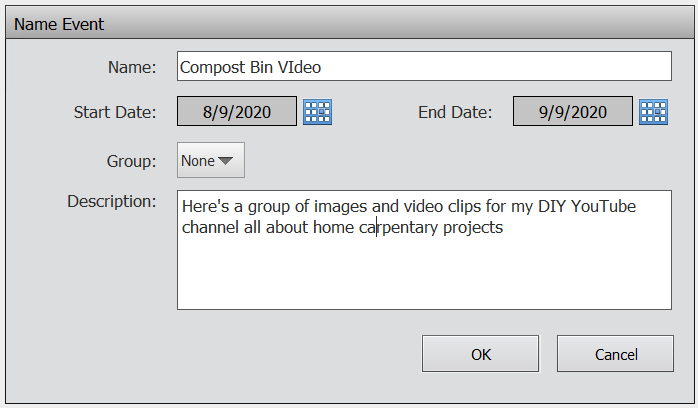 Name Event
Name: Compost Bin VIdeo
Start Date: 8/9/2020 End Date: 9/9/2020
Group: None
Description: Here's a group of images and video clips for my DIY YouTube
channel all about home carpentary projects
OK Cancel